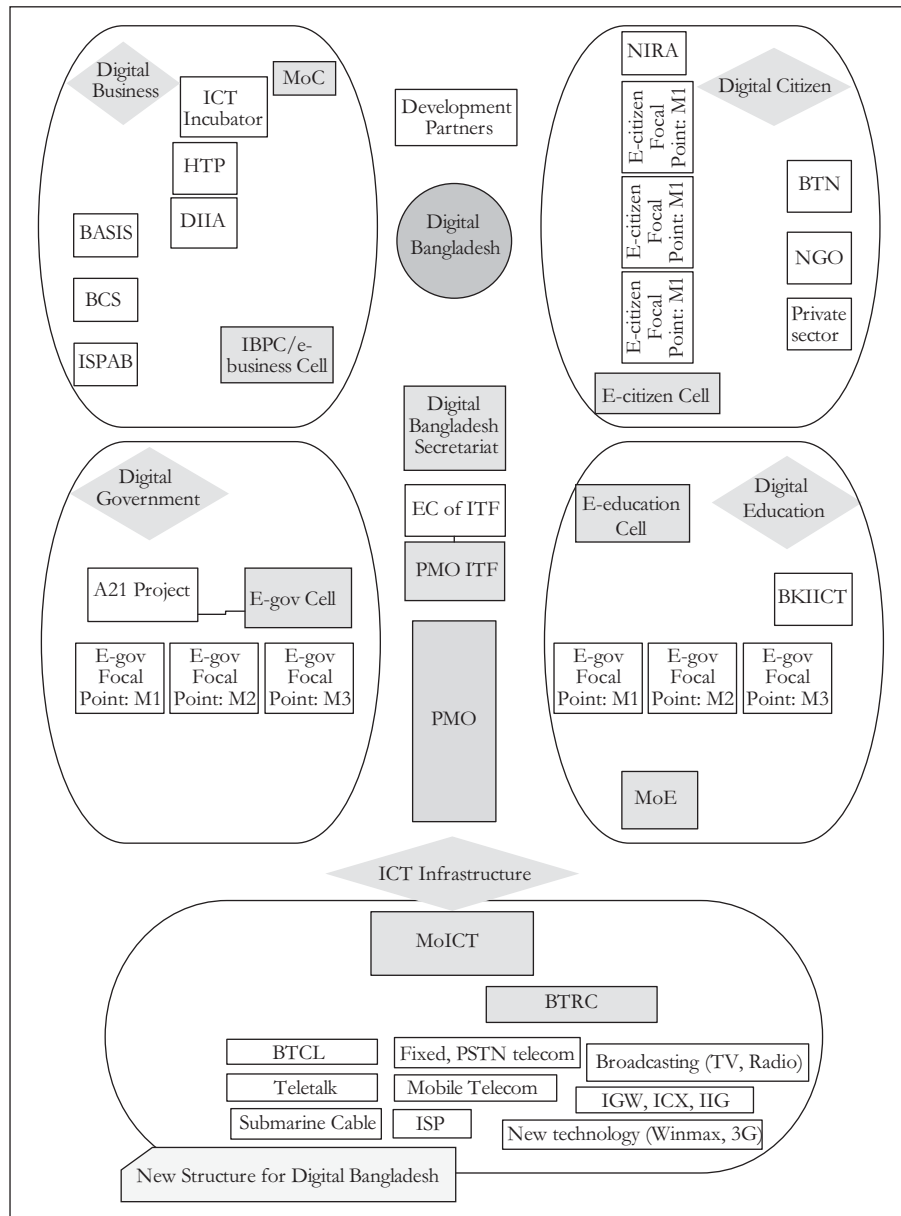 Digital
Business
MoC
ICT
Incubator
HTP
DIIA
BASIS
BCS
ISPAB
IBPC/e-
business Cell
Development
Partners
Digital
Bangladesh
NIRA
Digital Citizen
E-citizen
Focal
Point: M1
E-citizen
Focal
Point: M1
E-citizen
Focal
Point: M1
BTN
NGO
Private
sector
E-citizen Cell
Digital
Bangladesh
Secretariat
EC of ITF
PMO ITF
PMO
Digital
Government
A21 Project
E-gov Cell
E-gov
Focal
Point: M1
E-gov
Focal
Point: M2
E-gov
Focal
Point: M3
E-education
Cell
Digital
Education
BKIICT
E-gov
Focal
Point: M1
E-gov
Focal
Point: M2
E-gov
Focal
Point: M3
MoE
ICT Infrastructure
MoICT
BTRC
BTCL
Fixed, PSTN telecom
Broadcasting (TV, Radio)
Teletalk
Mobile Telecom
IGW, ICX, IIG
Submarine Cable
ISP
New technology (Winmax, 3G)
New Structure for Digital Bangladesh